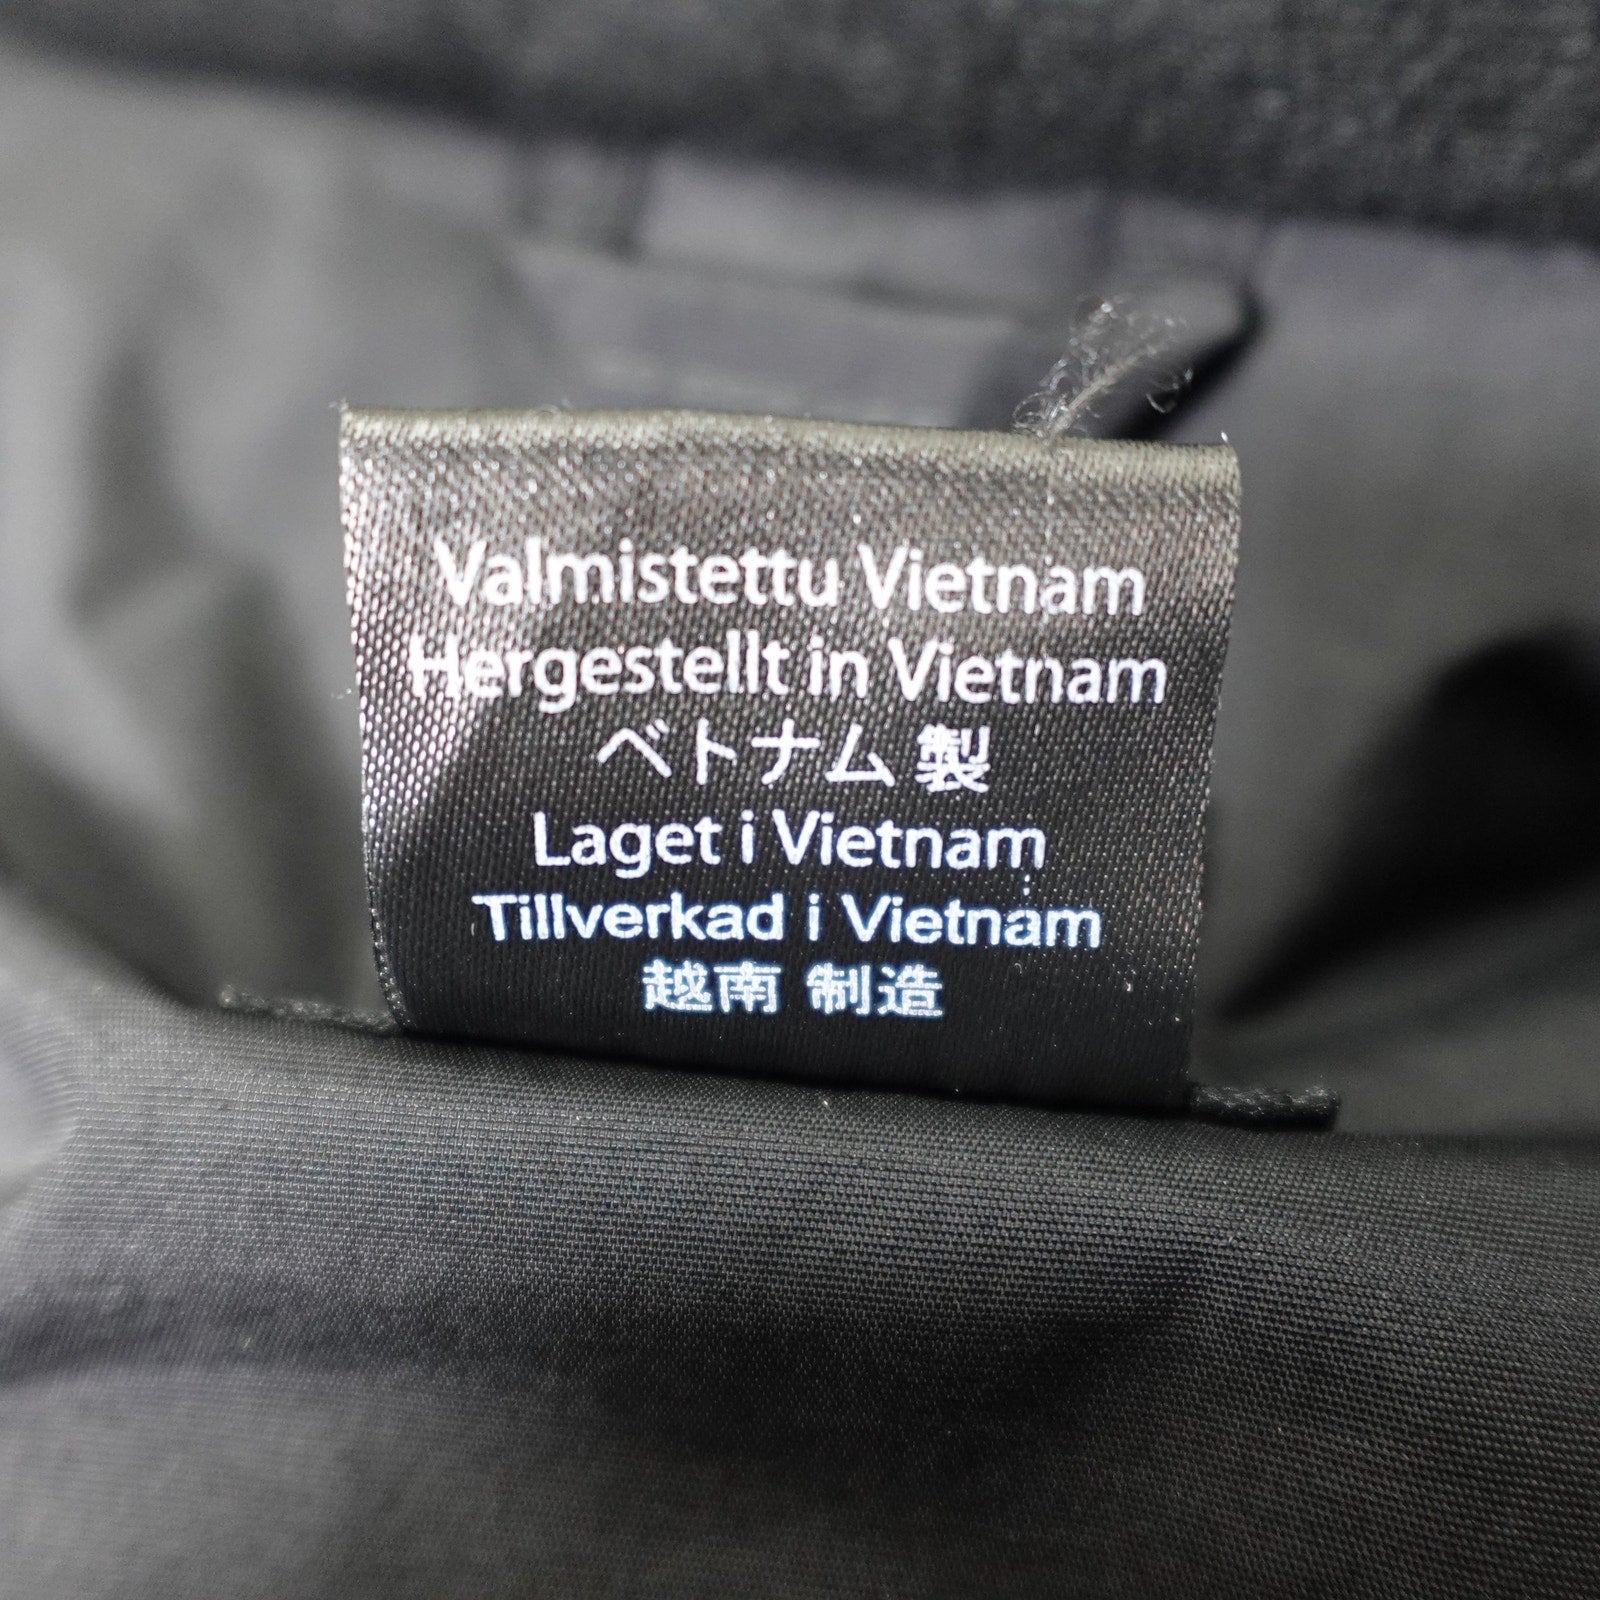 Valmistettu Vietnam
Hergestellt in Vietnam
ベトナム 製
Laget i Vietnam
Tillverkad i Vietnam
越南 制造